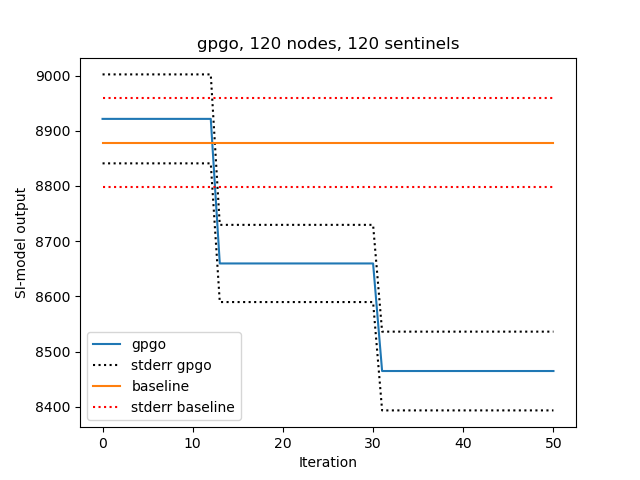 gpgo, 120 nodes, 120 sentinels
SI-model output
9000
8900
8800
8700
8600
8500
8400
gpgo
stderr gpgo
baseline
stderr baseline
0 10 20 30 40 50
Iteration